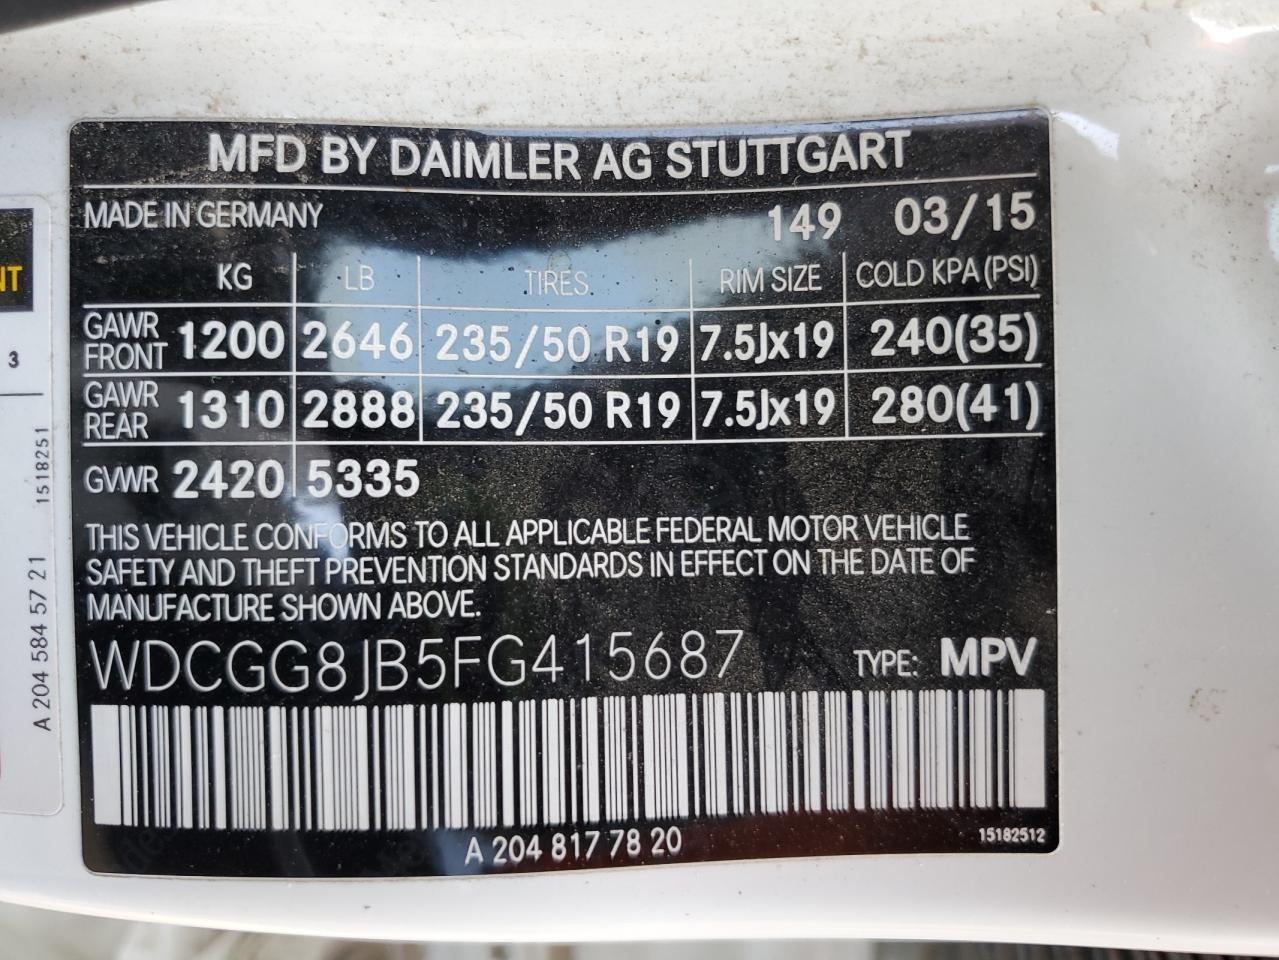 MFD BY DAIMLER AG STUTTGART
MADE IN GERMANY 149 03/15
KG LB TIRES RIM SIZE COLD KPA (PSI)
GAWR FRONT 1200 2646 235/50 R19 7.5Jx19 240(35)
GAWR REAR 1310 2888 235/50 R19 7.5Jx19 280(41)
GVWR 2420 5335
THIS VEHICLE CONFORMS TO ALL APPLICABLE FEDERAL MOTOR VEHICLE
SAFETY AND THEFT PREVENTION STANDARDS IN EFFECT ON THE DATE OF
MANUFACTURE SHOWN ABOVE.
WDCGG8JB5FG415687 TYPE: MPV
A 204 817 78 20 15182512
NT
3
A 204 584 57 21 1518251